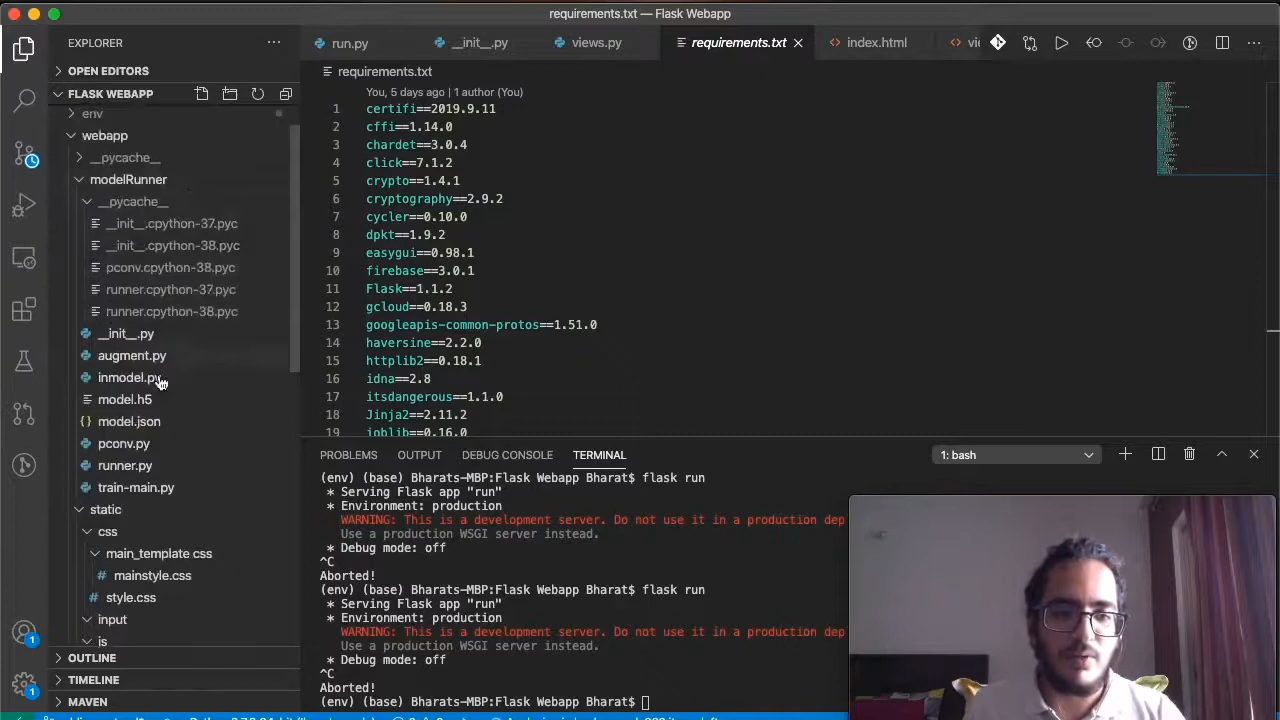 requirements.txt — Flask Webapp
EXPLORER
run.py
__init__.py
views.py
requirements.txt
index.html
OPEN EDITORS
requirements.txt
FLASK WEBAPP
You, 5 days ago | 1 author (You)
env
webapp
__pycache__
modelRunner
__pycache__
__init__.cpython-37.pyc
__init__.cpython-38.pyc
pconv.cpython-38.pyc
runner.cpython-37.pyc
runner.cpython-38.pyc
__init__.py
augment.py
inmodel.py
model.h5
model.json
pconv.py
runner.py
train-main.py
static
css
main_template css
mainstyle.css
style.css
input
js
OUTLINE
TIMELINE
MAVEN
1 certifi==2019.9.11
2 cffi==1.14.0
3 chardet==3.0.4
4 click==7.1.2
5 crypto==1.4.1
6 cryptography==2.9.2
7 cycler==0.10.0
8 dpkt==1.9.2
9 easygui==0.98.1
10 firebase==3.0.1
11 Flask==1.1.2
12 gcloud==0.18.3
13 googleapis-common-protos==1.51.0
14 haversine==2.2.0
15 httplib2==0.18.1
16 idna==2.8
17 itsdangerous==1.1.0
18 Jinja2==2.11.2
19 joblib==0.16.0
PROBLEMS OUTPUT DEBUG CONSOLE TERMINAL
1: bash
(env) (base) Bharats-MBP:Flask Webapp Bharat$ flask run
* Serving Flask app "run"
* Environment: production
WARNING: This is a development server. Do not use it in a production dep
Use a production WSGI server instead.
* Debug mode: off
^C
Aborted!
(env) (base) Bharats-MBP:Flask Webapp Bharat$ flask run
* Serving Flask app "run"
* Environment: production
WARNING: This is a development server. Do not use it in a production dep
Use a production WSGI server instead.
* Debug mode: off
^C
Aborted!
(env) (base) Bharats-MBP:Flask Webapp Bharat$
1
1